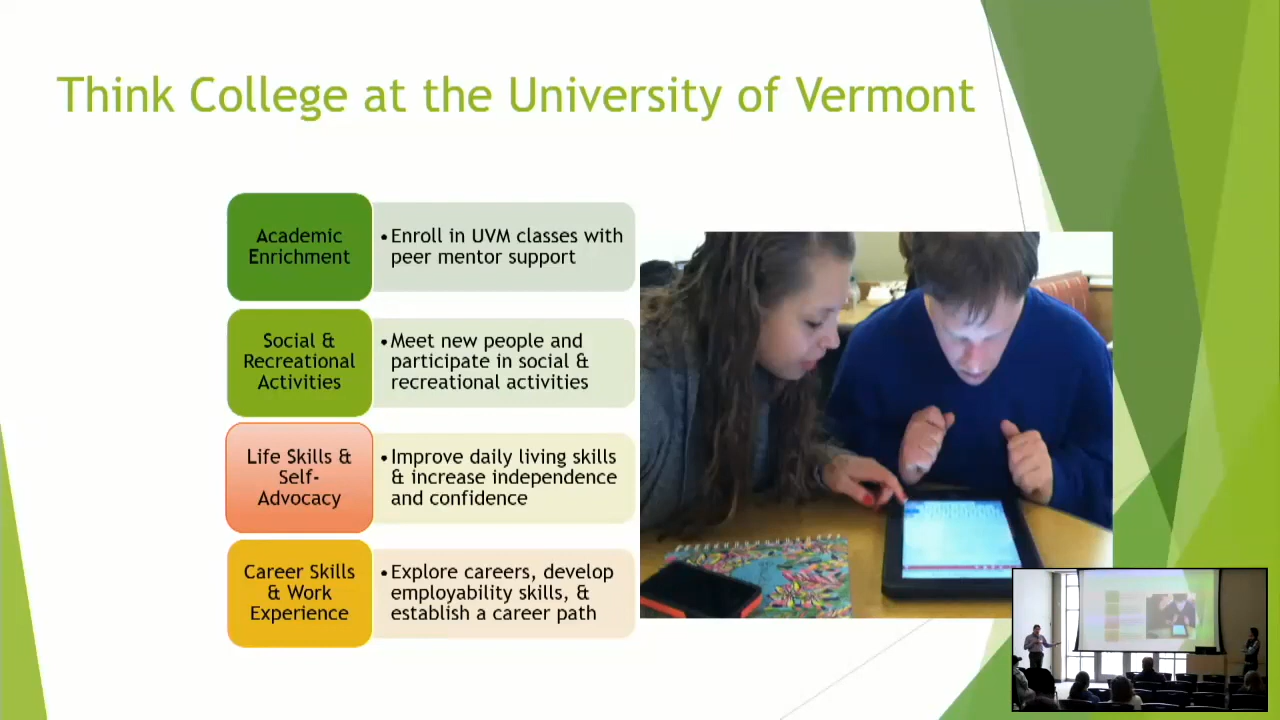 Think College at the University of Vermont
Academic
Enrichment
•Enroll in UVM classes with
peer mentor support
Social &
Recreational
Activities
•Meet new people and
participate in social &
recreational activities
Life Skills &
Self-
Advocacy
•Improve daily living skills
& increase independence
and confidence
Career Skills
& Work
Experience
•Explore careers, develop
employability skills, &
establish a career path